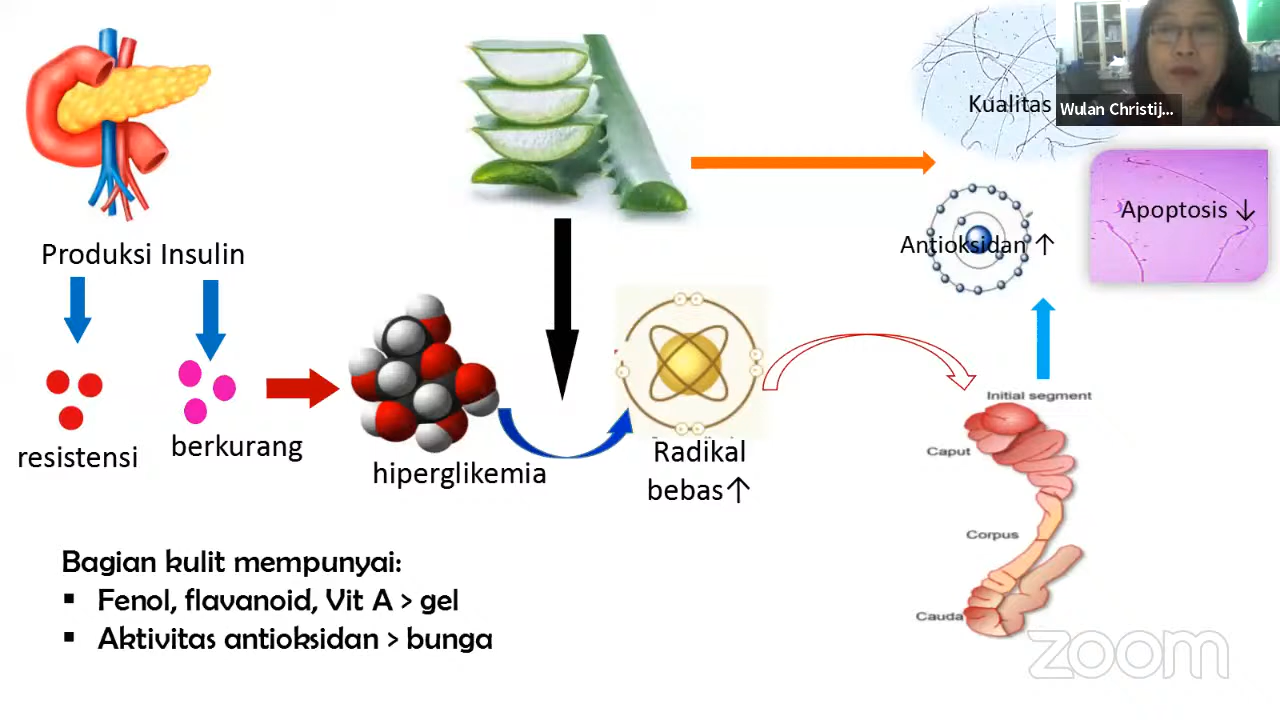 Kualitas
Wulan Christij...
Apoptosis ↓
Antioksidan ↑
Produksi Insulin
resistensi
berkurang
hiperglikemia
Radikal
bebas↑
Initial segment
Caput
Corpus
Cauda
Bagian kulit mempunyai:
▪ Fenol, flavanoid, Vit A > gel
▪ Aktivitas antioksidan > bunga
zoom